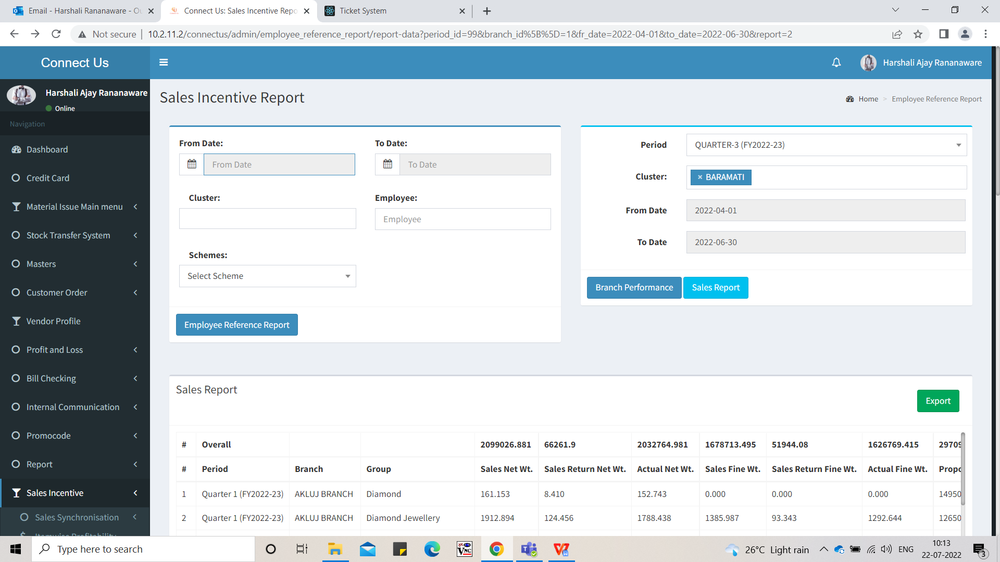 Email - Harshali Rananaware - Ou
Connect Us: Sales Incentive Repo
Ticket System
Not secure
10.2.11.2/connectus/admin/employee_reference_report/report-data?period_id=99&branch_id%5B%5D=1&fr_date=2022-04-01&to_date=2022-06-30&report=2
Connect Us
Harshali Ajay Rananaware
Harshali Ajay Rananaware
Online
Navigation
Dashboard
Credit Card
Material Issue Main menu
Stock Transfer System
Masters
Customer Order
Vendor Profile
Profit and Loss
Bill Checking
Internal Communication
Promocode
Report
Sales Incentive
Sales Synchronisation
Itemwise Profitability
Sales Incentive Report
Home > Employee Reference Report
From Date:
To Date:
From Date
To Date
Cluster:
Employee:
Employee
Schemes:
Select Scheme
Employee Reference Report
Period
QUARTER-3 (FY2022-23)
Cluster:
× BARAMATI
From Date
2022-04-01
To Date
2022-06-30
Branch Performance
Sales Report
Sales Report
Export
# Overall 2099026.881 66261.9 2032764.981 1678713.495 51944.08 1626769.415 29709
# Period Branch Group Sales Net Wt. Sales Return Net Wt. Actual Net Wt. Sales Fine Wt. Sales Return Fine Wt. Actual Fine Wt. Propo
1 Quarter 1 (FY2022-23) AKLUJ BRANCH Diamond 161.153 8.410 152.743 0.000 0.000 0.000 14950
2 Quarter 1 (FY2022-23) AKLUJ BRANCH Diamond Jewellery 1912.894 124.456 1788.438 1385.987 93.343 1292.644 12650
Type here to search
VNC
26°C Light rain
ENG
10:13
22-07-2022
3